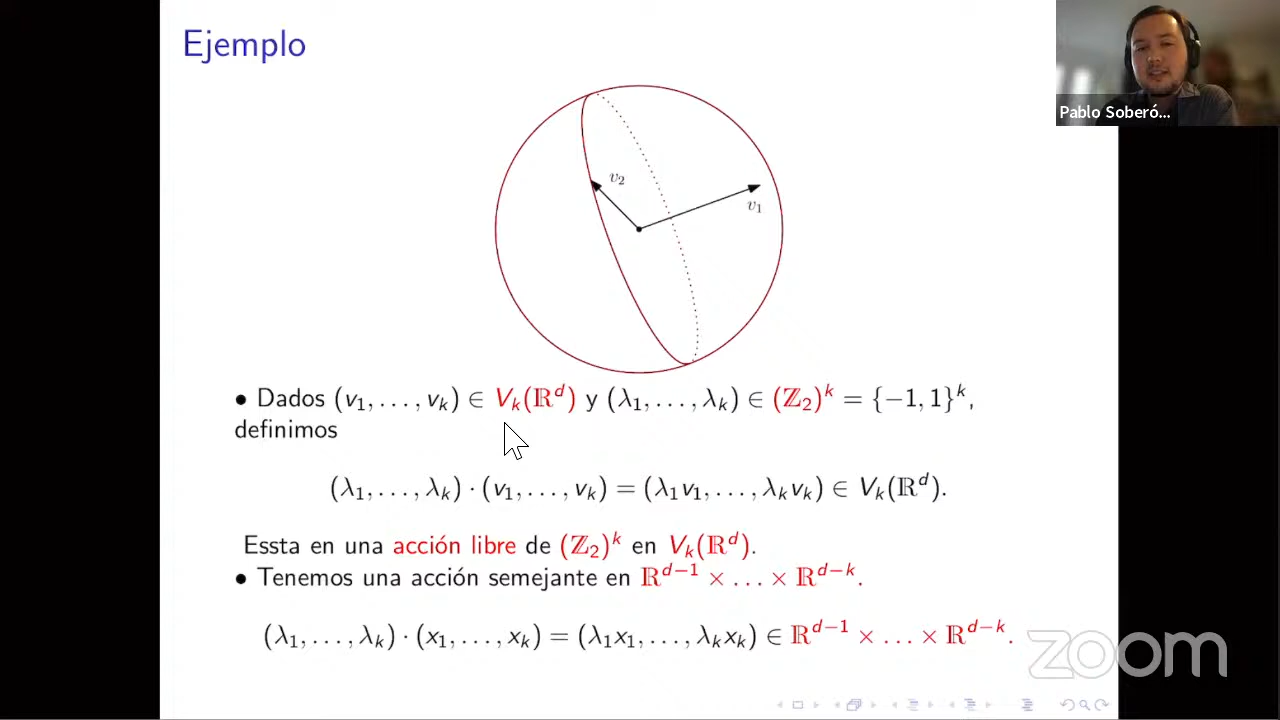 Ejemplo
Pablo Soberó...
v₂
v₁
• Dados (v₁, . . . , vₖ) ∈ Vₖ(ℝᵈ) y (λ₁, . . . , λₖ) ∈ (ℤ₂)ᵏ = {−1, 1}ᵏ,
definimos
(λ₁, . . . , λₖ) · (v₁, . . . , vₖ) = (λ₁v₁, . . . , λₖvₖ) ∈ Vₖ(ℝᵈ).
Essta en una acción libre de (ℤ₂)ᵏ en Vₖ(ℝᵈ).
• Tenemos una acción semejante en ℝᵈ⁻¹ × . . . × ℝᵈ⁻ᵏ.
(λ₁, . . . , λₖ) · (x₁, . . . , xₖ) = (λ₁x₁, . . . , λₖxₖ) ∈ ℝᵈ⁻¹ × . . . × ℝᵈ⁻ᵏ.
zoom